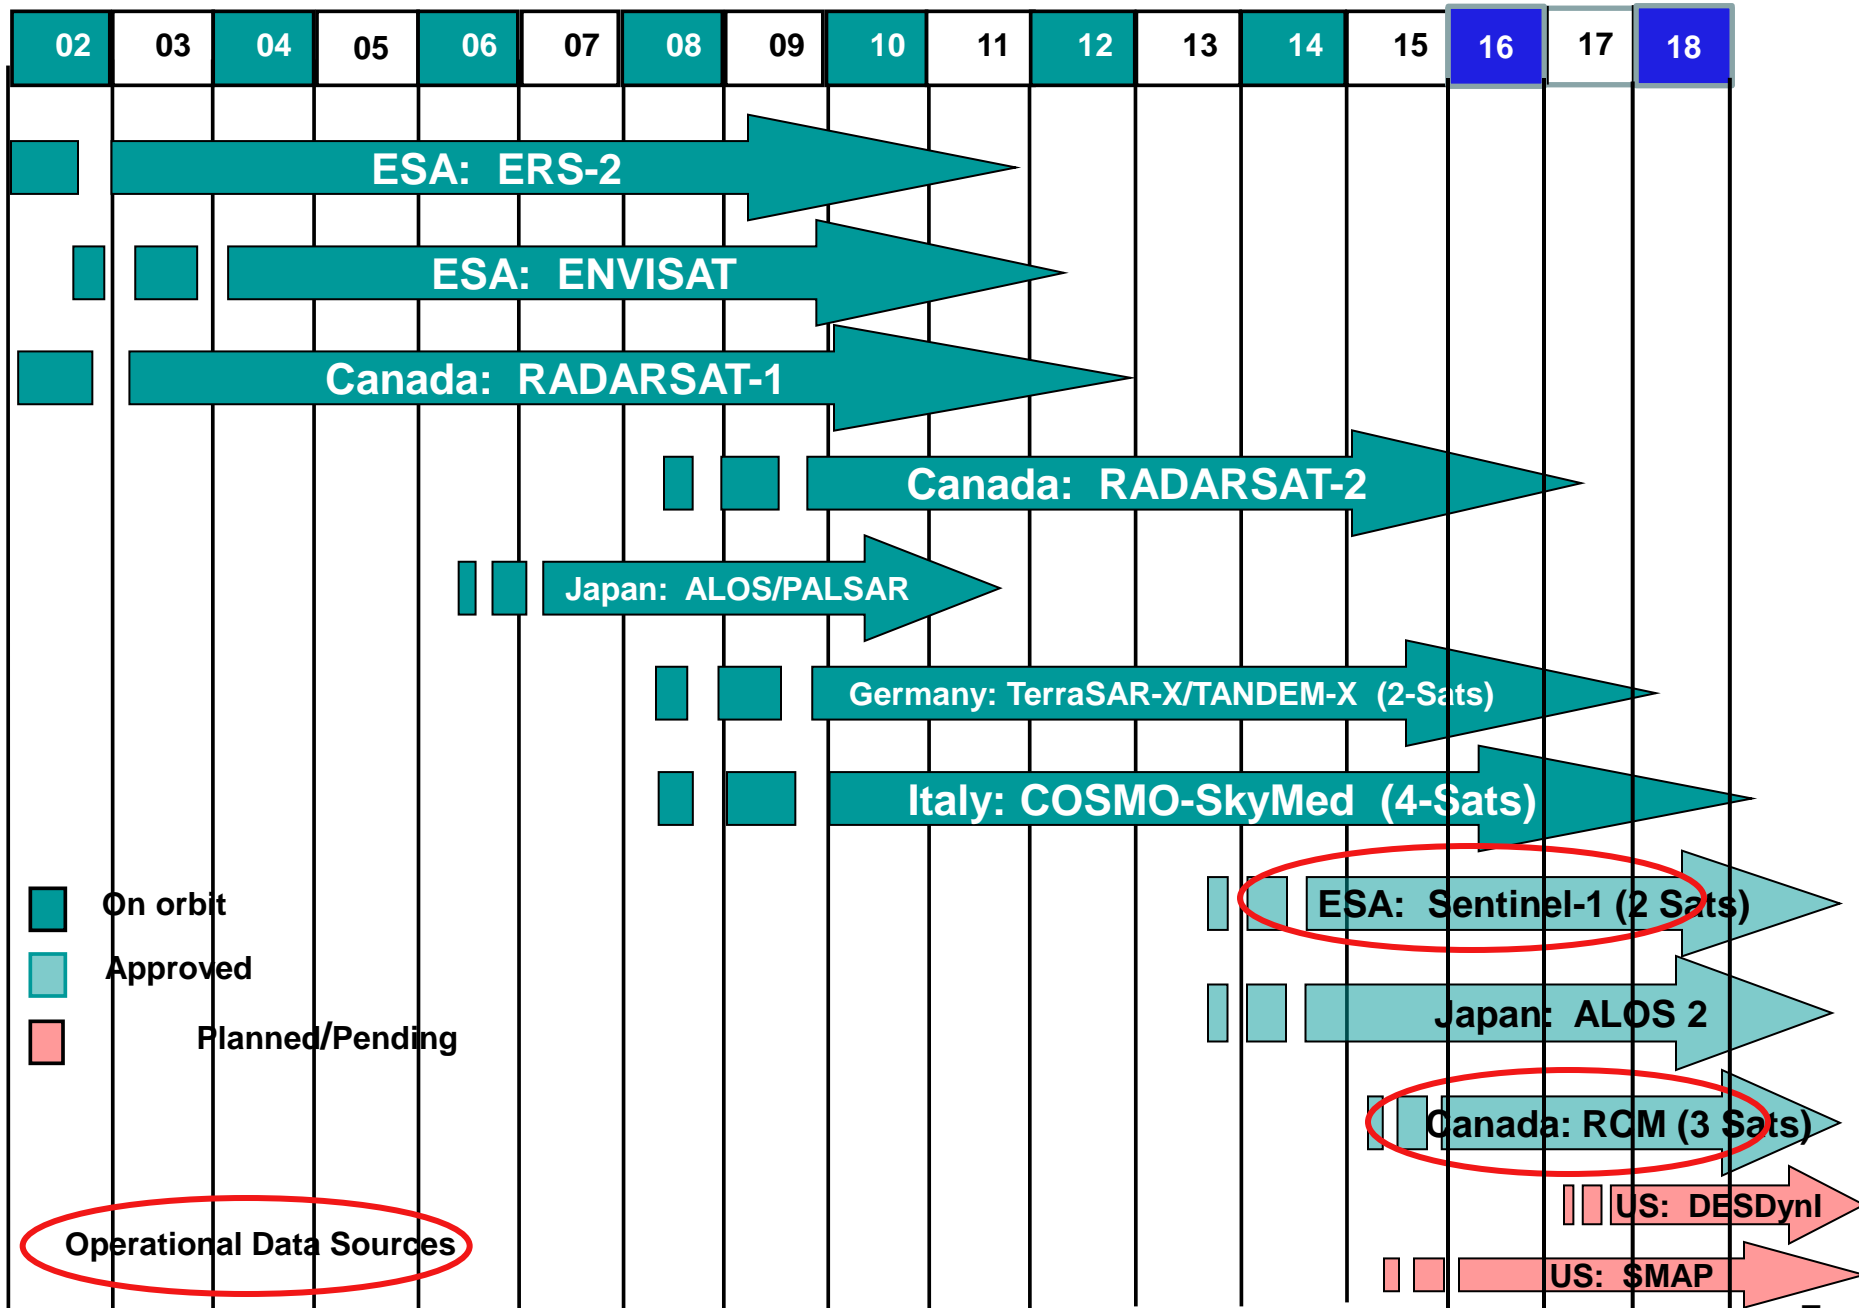 02 03 04 05 06 07 08 09 10 11 12 13 14 15 16 17 18
ESA: ERS-2
ESA: ENVISAT
Canada: RADARSAT-1
Canada: RADARSAT-2
Japan: ALOS/PALSAR
Germany: TerraSAR-X/TANDEM-X (2-Sats)
Italy: COSMO-SkyMed (4-Sats)
ESA: Sentinel-1 (2 Sats)
On orbit
Approved
Japan: ALOS 2
Planned/Pending
Canada: RCM (3 Sats)
US: DESDynI
Operational Data Sources
US: SMAP